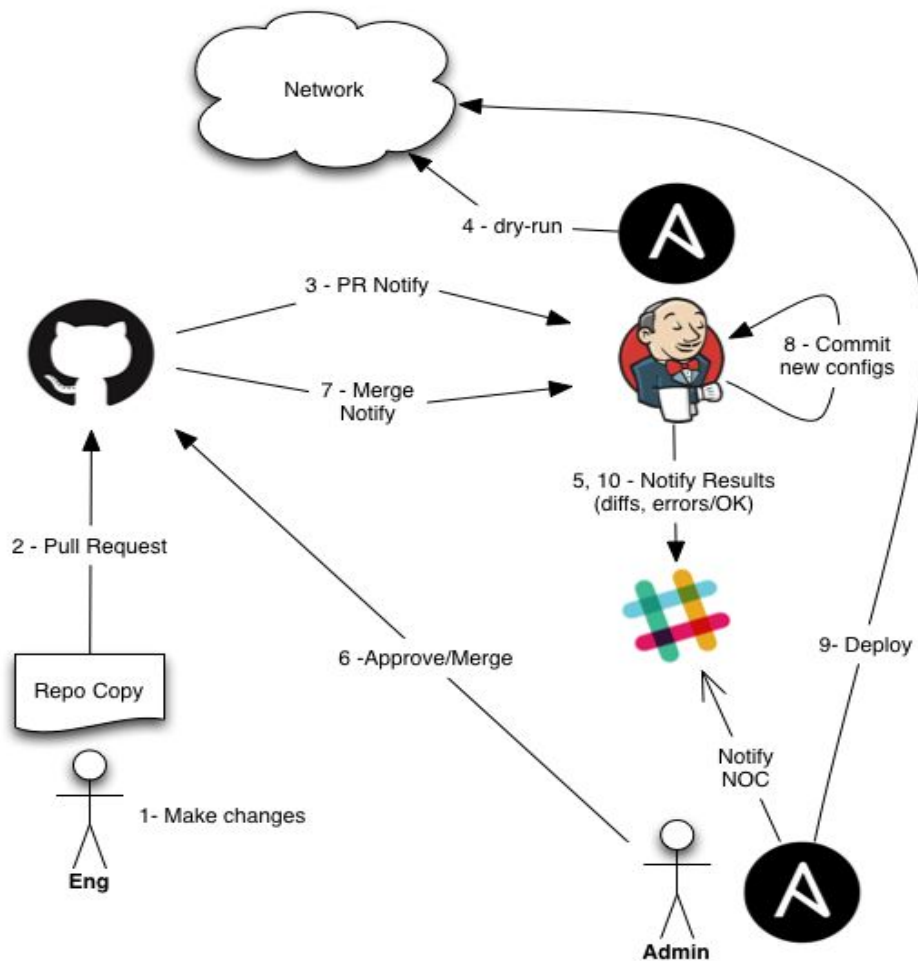 Network
4 - dry-run
3 - PR Notify
7 - Merge
Notify
8 - Commit
new configs
5, 10 - Notify Results
(diffs, errors/OK)
2 - Pull Request
6 -Approve/Merge
9- Deploy
Repo Copy
Notify
NOC
1- Make changes
Eng
Admin